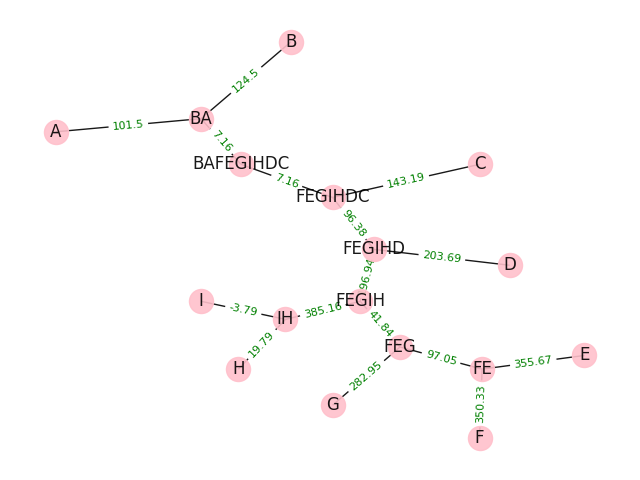 B
124.5
A
101.5
BA
7.16
BAFEGIHDC
7.16
FEGIHDC
143.19
C
96.38
FEGIHD
203.69
D
96.94
I
-3.79
IH
385.16
FEGIH
19.79
H
41.84
FEG
97.05
FE
355.67
E
282.95
G
350.33
F